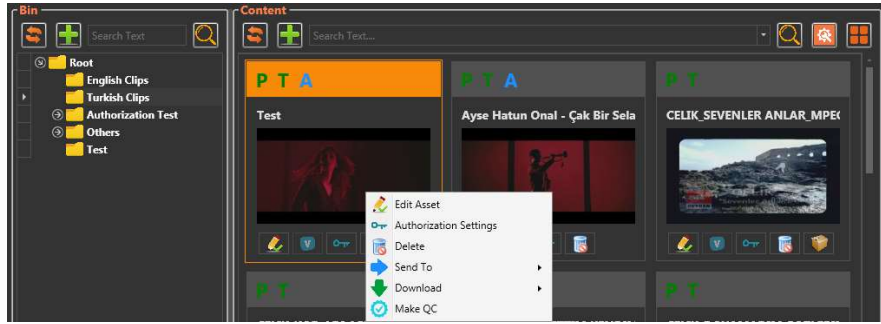 Bin
Search Text
Root
English Clips
Turkish Clips
Authorization Test
Others
Test
Content
Search Text....
P T A
P T A
P T
Test
Ayse Hatun Onal - Çak Bir Sela
CELIK_SEVENLER ANLAR_MPEG
V
V
Edit Asset
Authorization Settings
Delete
Send To
Download
Make QC
P T
P T